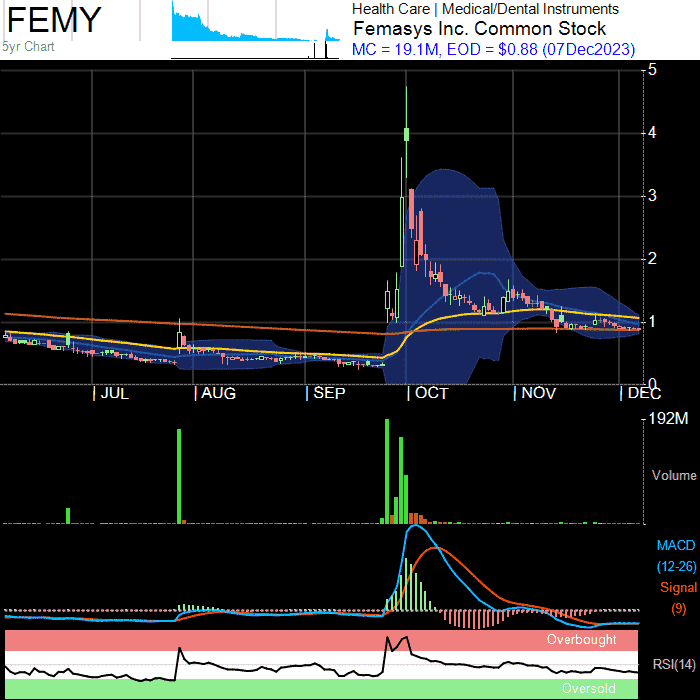 FEMY
5yr Chart
Health Care | Medical/Dental Instruments
Femasys Inc. Common Stock
MC = 19.1M, EOD = $0.88 (07Dec2023)
5
4
3
2
1
0
JUL AUG SEP OCT NOV DEC
192M
Volume
MACD
(12-26)
Signal
(9)
Overbought
RSI(14)
Oversold